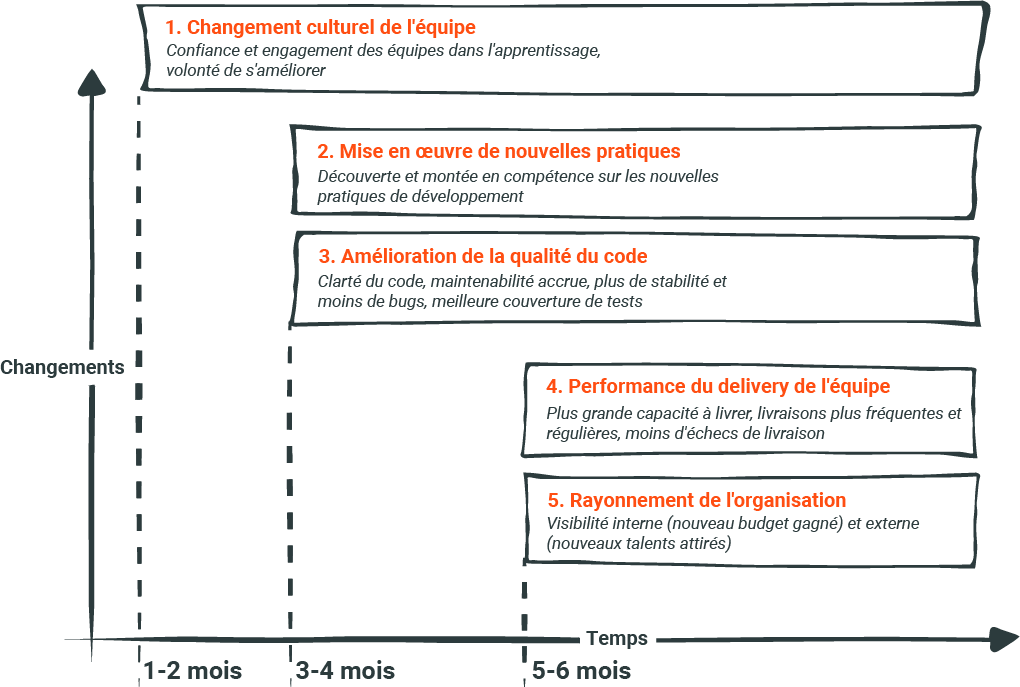 1. Changement culturel de l'équipe
Confiance et engagement des équipes dans l'apprentissage,
volonté de s'améliorer
2. Mise en œuvre de nouvelles pratiques
Découverte et montée en compétence sur les nouvelles
pratiques de développement
3. Amélioration de la qualité du code
Clarté du code, maintenabilité accrue, plus de stabilité et
moins de bugs, meilleure couverture de tests
Changements
4. Performance du delivery de l'équipe
Plus grande capacité à livrer, livraisons plus fréquentes et
régulières, moins d'échecs de livraison
5. Rayonnement de l'organisation
Visibilité interne (nouveau budget gagné) et externe
(nouveaux talents attirés)
Temps
1-2 mois
3-4 mois
5-6 mois